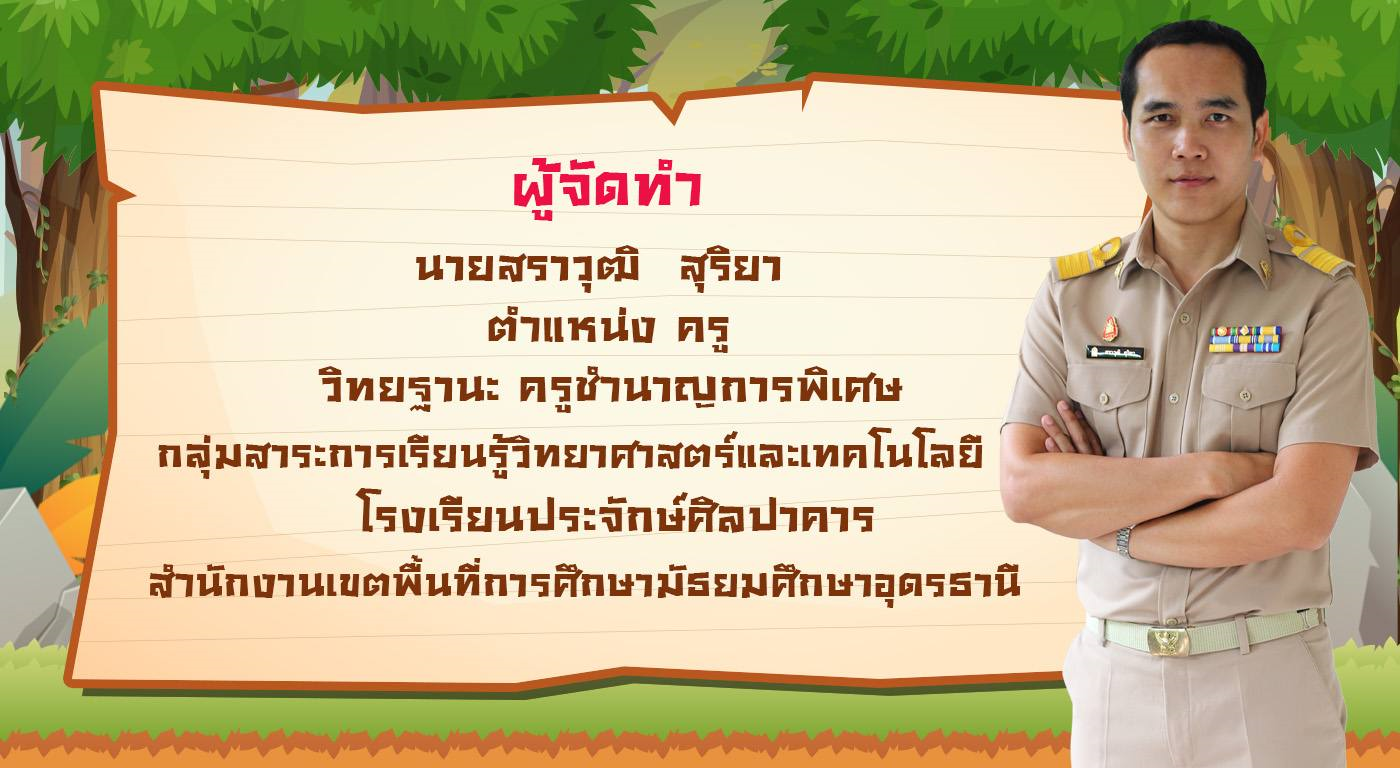 ผู้จัดทำ
นายสราวุฒิ สุริยา
ตำแหน่ง ครู
วิทยฐานะ ครูชำนาญการพิเศษ
กลุ่มสาระการเรียนรู้วิทยาศาสตร์และเทคโนโลยี
โรงเรียนประจักษ์ศิลปาคาร
สำนักงานเขตพื้นที่การศึกษามัธยมศึกษาอุดรธานี